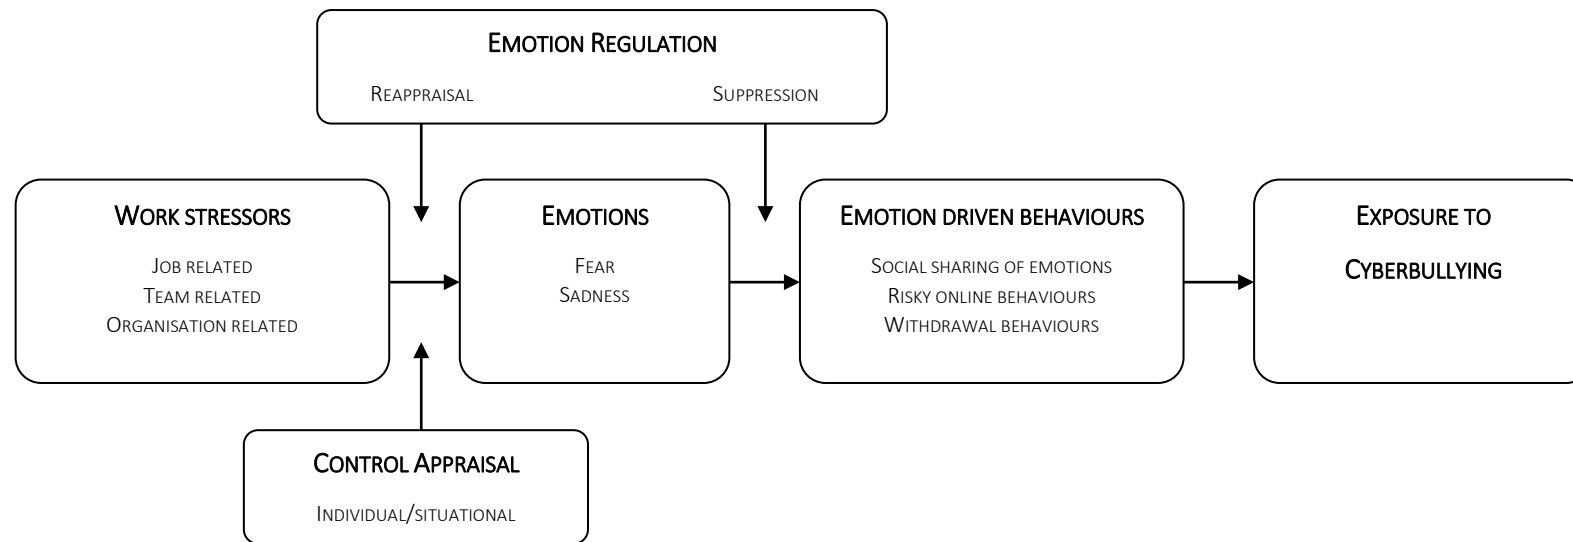 EMOTION REGULATION
REAPPRAISAL SUPPRESSION
WORK STRESSORS
JOB RELATED
TEAM RELATED
ORGANISATION RELATED
EMOTIONS
FEAR
SADNESS
EMOTION DRIVEN BEHAVIOURS
SOCIAL SHARING OF EMOTIONS
RISKY ONLINE BEHAVIOURS
WITHDRAWAL BEHAVIOURS
EXPOSURE TO
CYBERBULLYING
CONTROL APPRAISAL
INDIVIDUAL/SITUATIONAL